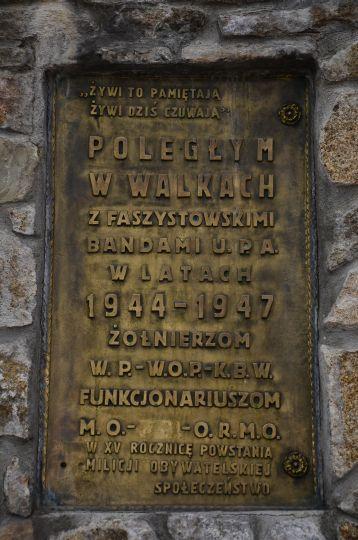 „ŻYWI TO PAMIĘTAJĄ
ŻYWI DZIŚ CZUWAJĄ”
POLEGŁYM
W WALKACH
Z FASZYSTOWSKIMI
BANDAMI U.P.A.
W LATACH
1944-1947
ŻOŁNIERZOM
W.P.-W.O.P.-K.B.W.
FUNKCJONARIUSZOM
M.O.- -O.R.M.O.
W XV ROCZNICĘ POWSTANIA
MILICJI OBYWATELSKIEJ
SPOŁECZEŃSTWO